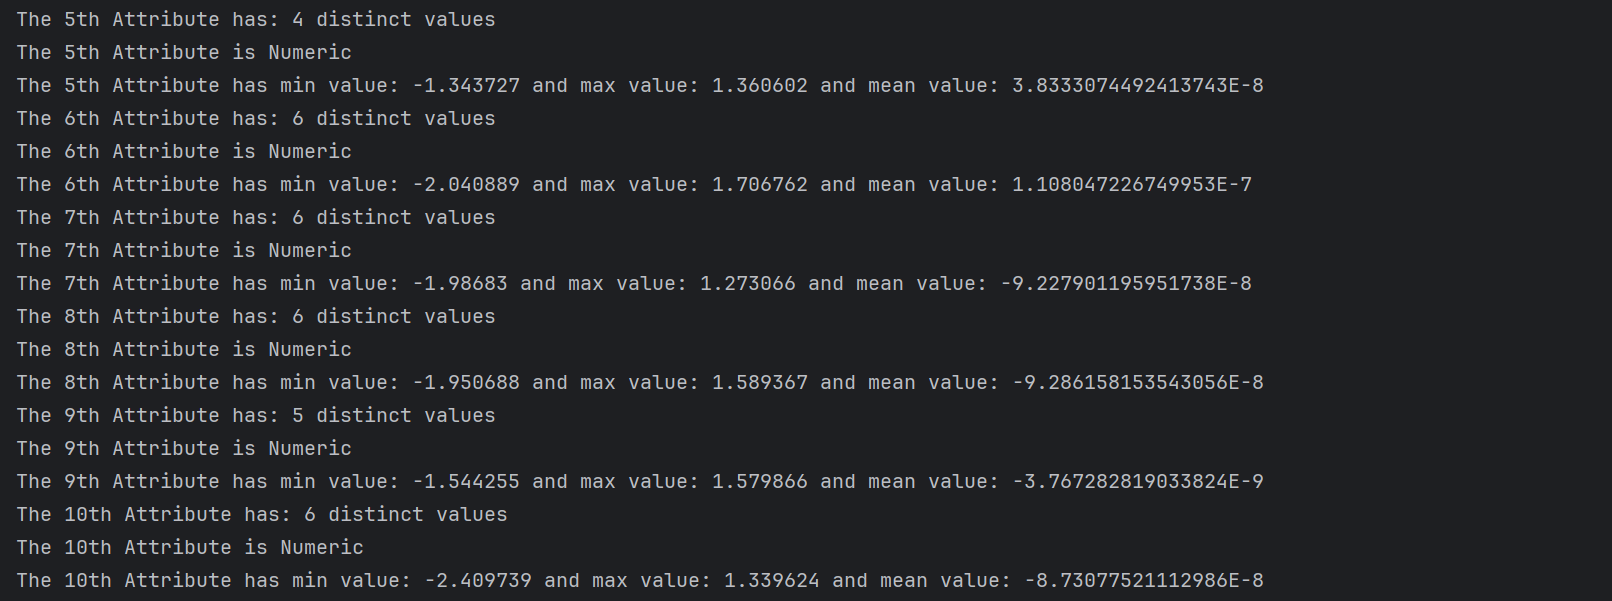 The 5th Attribute has: 4 distinct values
The 5th Attribute is Numeric
The 5th Attribute has min value: -1.343727 and max value: 1.360602 and mean value: 3.8333074492413743E-8
The 6th Attribute has: 6 distinct values
The 6th Attribute is Numeric
The 6th Attribute has min value: -2.040889 and max value: 1.706762 and mean value: 1.108047226749953E-7
The 7th Attribute has: 6 distinct values
The 7th Attribute is Numeric
The 7th Attribute has min value: -1.98683 and max value: 1.273066 and mean value: -9.227901195951738E-8
The 8th Attribute has: 6 distinct values
The 8th Attribute is Numeric
The 8th Attribute has min value: -1.950688 and max value: 1.589367 and mean value: -9.286158153543056E-8
The 9th Attribute has: 5 distinct values
The 9th Attribute is Numeric
The 9th Attribute has min value: -1.544255 and max value: 1.579866 and mean value: -3.767282819033824E-9
The 10th Attribute has: 6 distinct values
The 10th Attribute is Numeric
The 10th Attribute has min value: -2.409739 and max value: 1.339624 and mean value: -8.73077521112986E-8